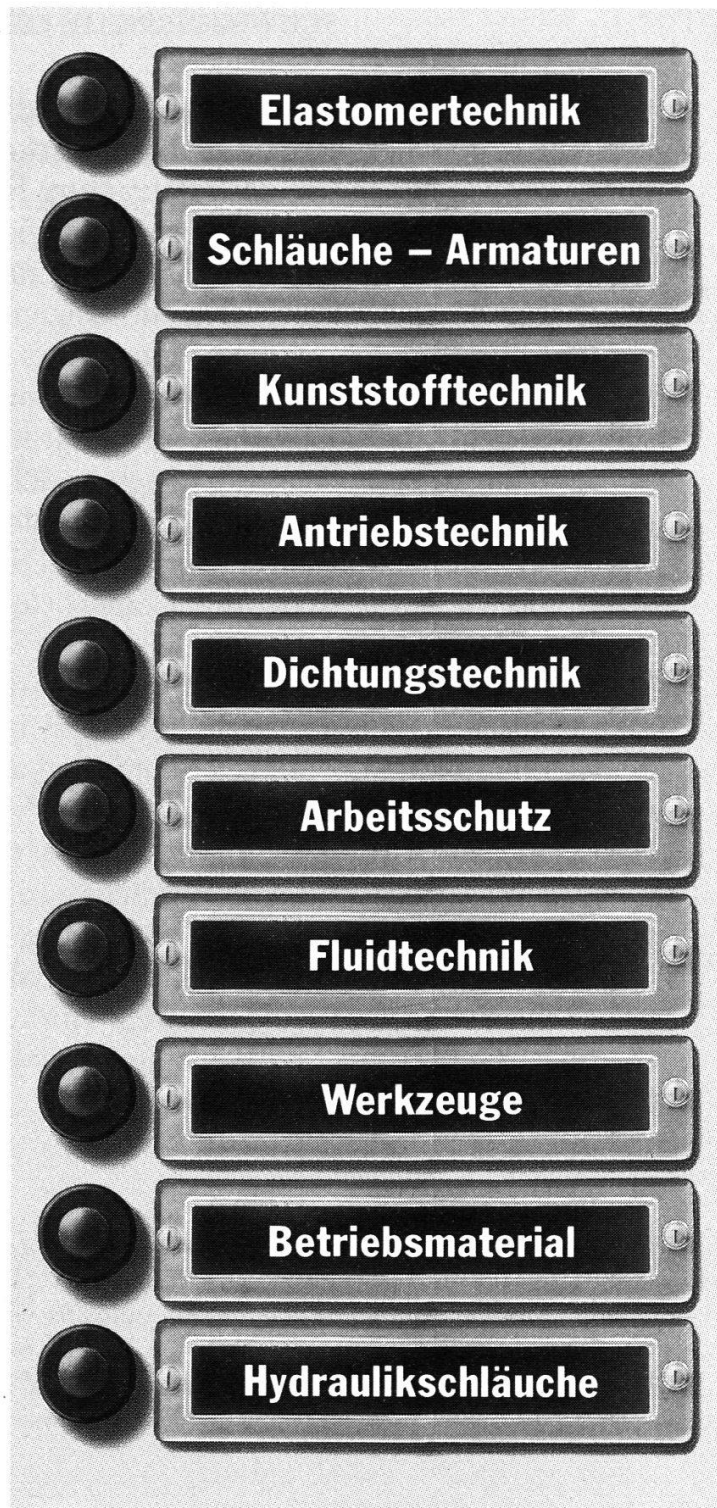 Elastomertechnik
Schläuche – Armaturen
Kunststofftechnik
Antriebstechnik
Dichtungstechnik
Arbeitsschutz
Fluidtechnik
Werkzeuge
Betriebsmaterial
Hydraulikschläuche